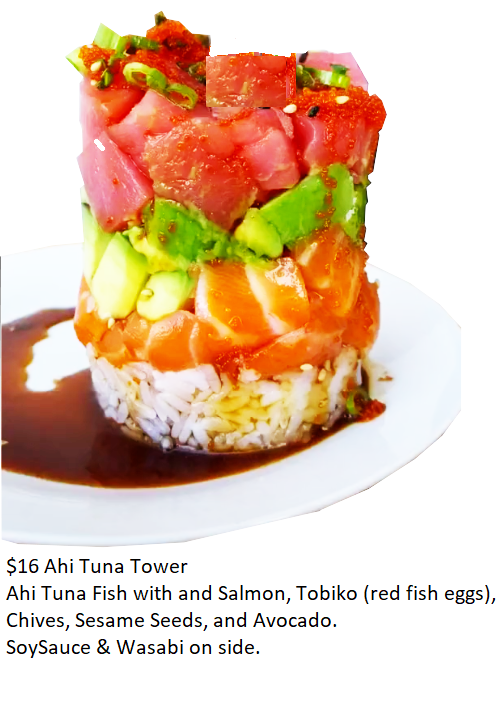 $16 Ahi Tuna Tower
Ahi Tuna Fish with and Salmon, Tobiko (red fish eggs),
Chives, Sesame Seeds, and Avocado.
SoySauce & Wasabi on side.